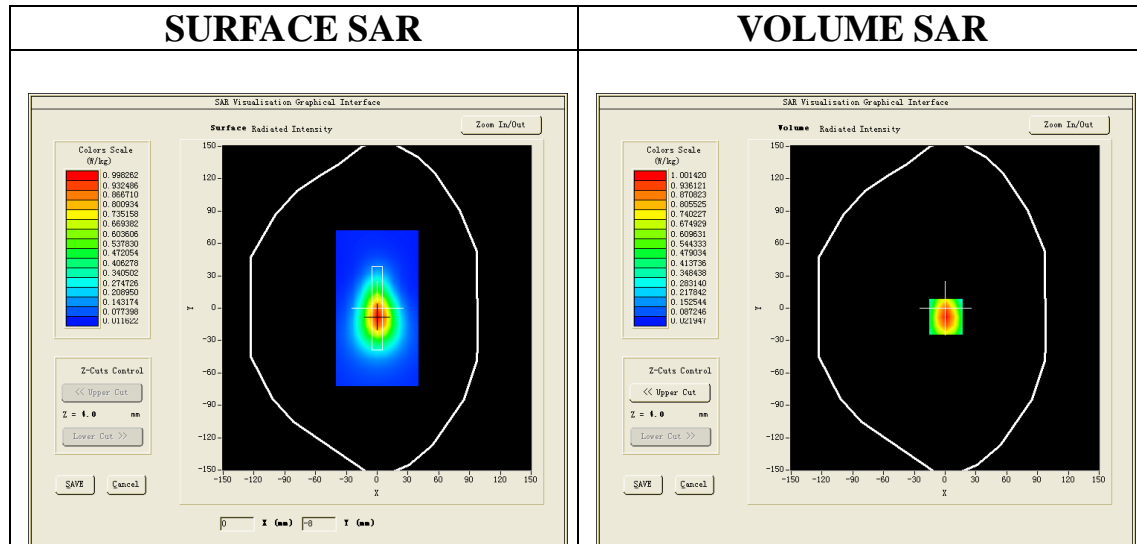 SURFACE SAR
VOLUME SAR
SAR Visualisation Graphical Interface
Surface Radiated Intensity
Zoom In/Out
Colors Scale
(W/kg)
0.998262
0.932486
0.866710
0.800934
0.735158
0.669382
0.603606
0.537830
0.472054
0.406278
0.340502
0.274726
0.208950
0.143174
0.077398
0.011622
150
120
90
60
30
0
-30
-60
-90
-120
-150
Y
-150 -120 -90 -60 -30 0 30 60 90 120 150
X
Z-Cuts Control
<< Upper Cut
Z = 4.0 mm
Lower Cut >>
SAVE Cancel
0 X (mm) -8 Y (mm)
SAR Visualisation Graphical Interface
Volume Radiated Intensity
Zoom In/Out
Colors Scale
(W/kg)
1.001420
0.936121
0.870823
0.805525
0.740227
0.674929
0.609631
0.544333
0.479034
0.413736
0.348438
0.283140
0.217842
0.152544
0.087246
0.021947
150
120
90
60
30
0
-30
-60
-90
-120
-150
Y
-150 -120 -90 -60 -30 0 30 60 90 120 150
X
Z-Cuts Control
<< Upper Cut
Z = 4.0 mm
Lower Cut >>
SAVE Cancel